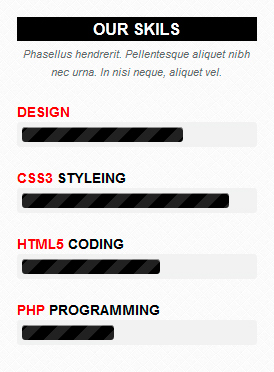 OUR SKILS
Phasellus hendrerit. Pellentesque aliquet nibh
nec urna. In nisi neque, aliquet vel.
DESIGN
CSS3 STYLEING
HTML5 CODING
PHP PROGRAMMING